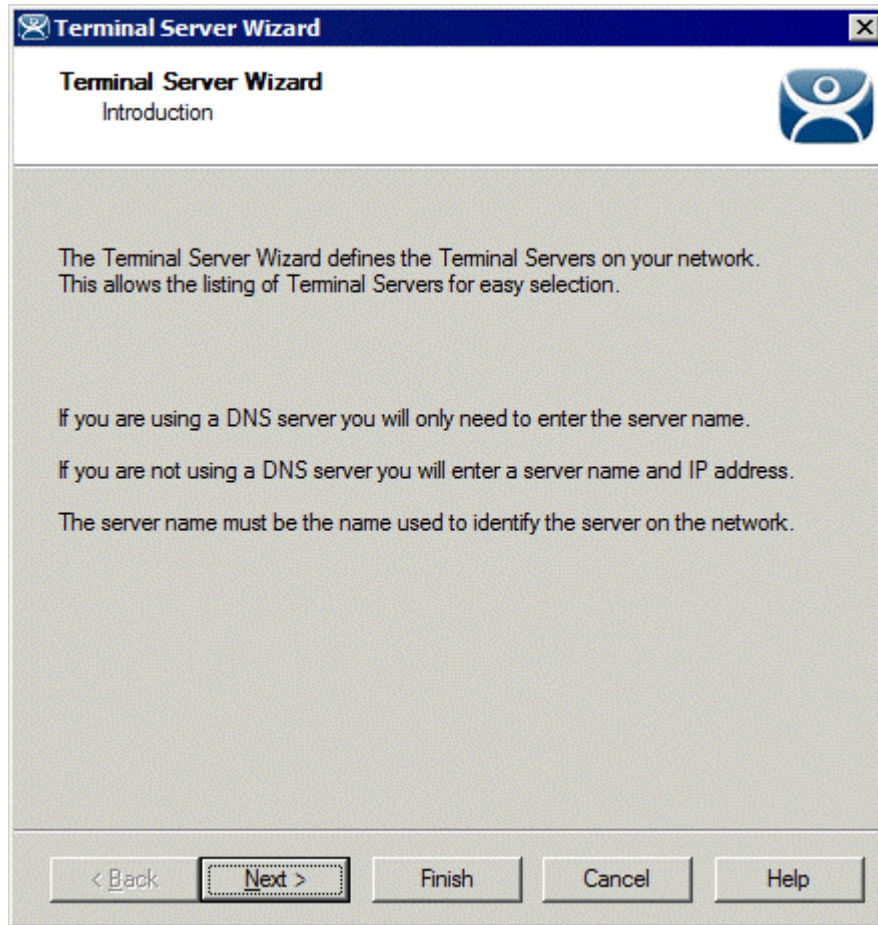 Terminal Server Wizard
Terminal Server Wizard
Introduction
The Terminal Server Wizard defines the Terminal Servers on your network.
This allows the listing of Terminal Servers for easy selection.
If you are using a DNS server you will only need to enter the server name.
If you are not using a DNS server you will enter a server name and IP address.
The server name must be the name used to identify the server on the network.
< Back Next > Finish Cancel Help